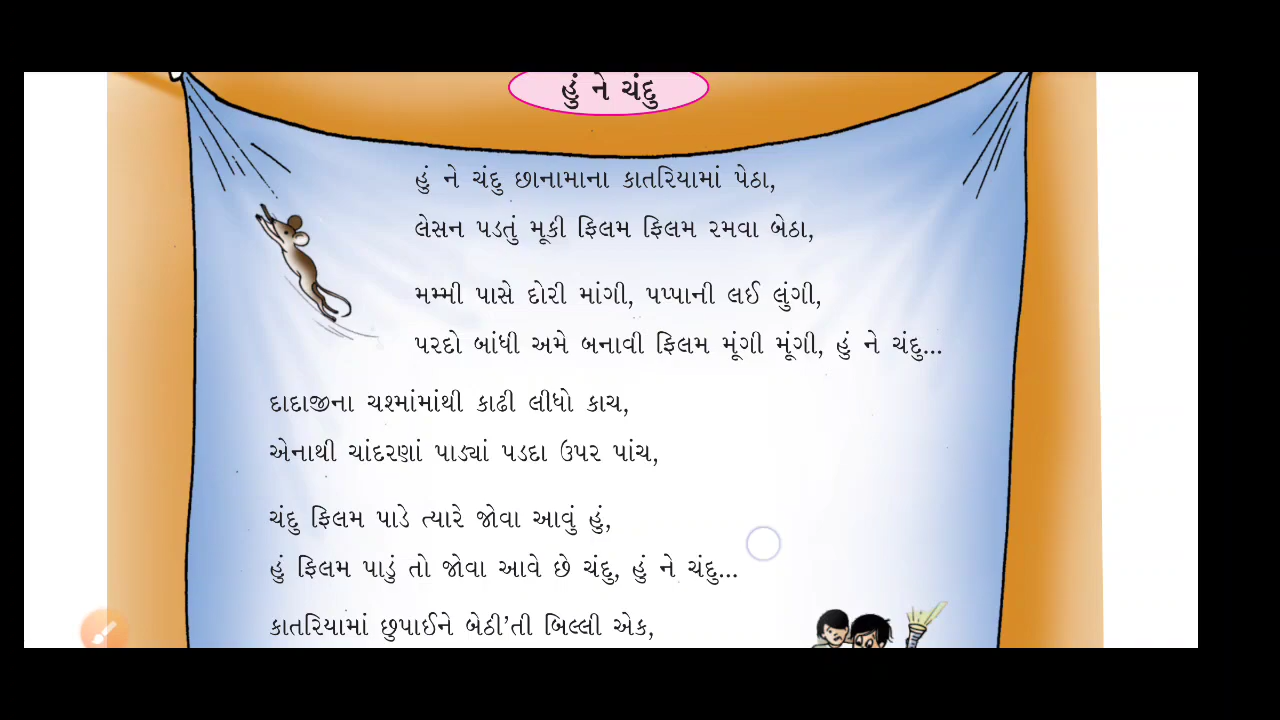 હું ને ચંદુ
હું ને ચંદુ છાનામાના કાતરિયામાં પેઠા,
લેસન પડતું મૂકી ફિલમ ફિલમ રમવા બેઠા,
મમ્મી પાસે દોરી માંગી, પપ્પાની લઈ લુંગી,
પરદો બાંધી અમે બનાવી ફિલમ મૂંગી મૂંગી, હું ને ચંદુ...
દાદાજીના ચશ્માંમાંથી કાઢી લીધો કાચ,
એનાથી ચાંદરણાં પાડ્યાં પડદા ઉપર પાંચ,
ચંદુ ફિલમ પાડે ત્યારે જોવા આવું હું,
હું ફિલમ પાડું તો જોવા આવે છે ચંદુ, હું ને ચંદુ...
કાતરિયામાં છુપાઈને બેઠી'તી બિલ્લી એક,